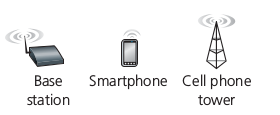 Base
station
Smartphone
Cell phone
tower